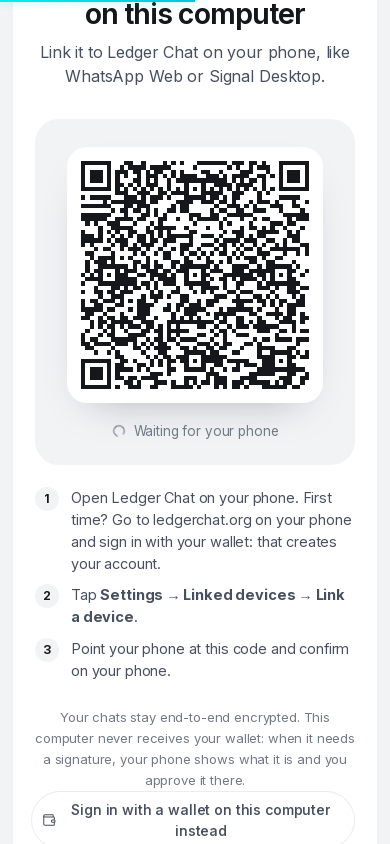 on this computer
Link it to Ledger Chat on your phone, like
WhatsApp Web or Signal Desktop.
Waiting for your phone
1 Open Ledger Chat on your phone. First
time? Go to ledgerchat.org on your phone
and sign in with your wallet: that creates
your account.
2 Tap Settings → Linked devices → Link
a device.
3 Point your phone at this code and confirm
on your phone.
Your chats stay end-to-end encrypted. This
computer never receives your wallet: when it needs
a signature, your phone shows what it is and you
approve it there.
Sign in with a wallet on this computer
instead